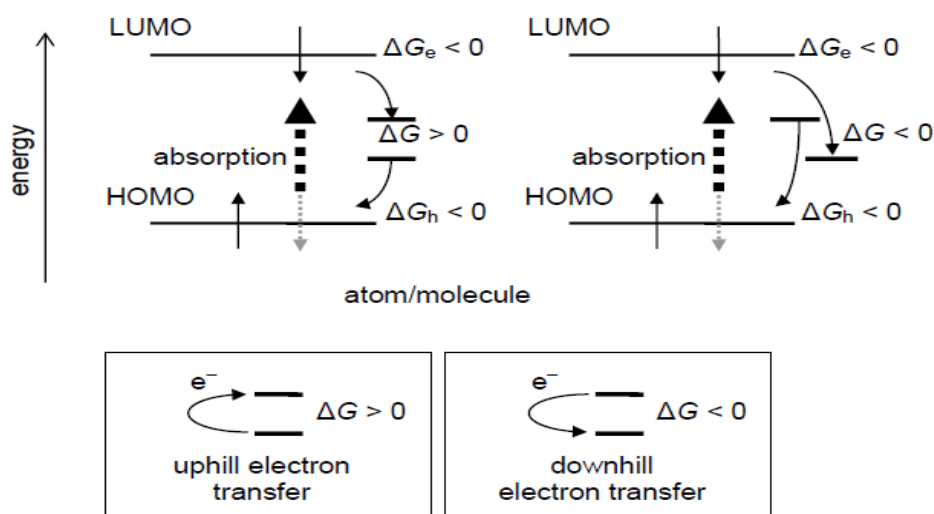 LUMO
ΔGe < 0
LUMO
ΔGe < 0
energy
absorption
ΔG > 0
absorption
ΔG < 0
HOMO
ΔGh < 0
HOMO
ΔGh < 0
atom/molecule
e−
ΔG > 0
uphill electron
transfer
e−
ΔG < 0
downhill
electron transfer